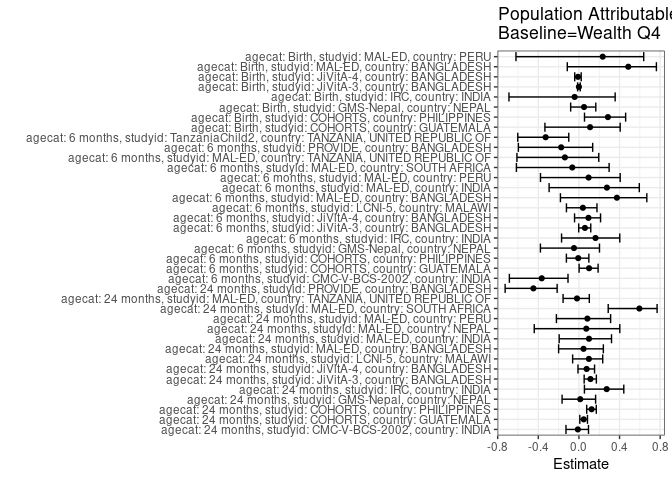 Population Attributable
Baseline=Wealth Q4
agecat: Birth, studyid: MAL-ED, country: PERU
agecat: Birth, studyid: MAL-ED, country: BANGLADESH
agecat: Birth, studyid: JiVitA-4, country: BANGLADESH
agecat: Birth, studyid: JiVitA-3, country: BANGLADESH
agecat: Birth, studyid: IRC, country: INDIA
agecat: Birth, studyid: GMS-Nepal, country: NEPAL
agecat: Birth, studyid: COHORTS, country: PHILIPPINES
agecat: Birth, studyid: COHORTS, country: GUATEMALA
agecat: 6 months, studyid: TanzaniaChild2, country: TANZANIA, UNITED REPUBLIC OF
agecat: 6 months, studyid: PROVIDE, country: BANGLADESH
agecat: 6 months, studyid: MAL-ED, country: TANZANIA, UNITED REPUBLIC OF
agecat: 6 months, studyid: MAL-ED, country: SOUTH AFRICA
agecat: 6 months, studyid: MAL-ED, country: PERU
agecat: 6 months, studyid: MAL-ED, country: INDIA
agecat: 6 months, studyid: MAL-ED, country: BANGLADESH
agecat: 6 months, studyid: LCNI-5, country: MALAWI
agecat: 6 months, studyid: JiVitA-4, country: BANGLADESH
agecat: 6 months, studyid: JiVitA-3, country: BANGLADESH
agecat: 6 months, studyid: IRC, country: INDIA
agecat: 6 months, studyid: GMS-Nepal, country: NEPAL
agecat: 6 months, studyid: COHORTS, country: PHILIPPINES
agecat: 6 months, studyid: COHORTS, country: GUATEMALA
agecat: 6 months, studyid: CMC-V-BCS-2002, country: INDIA
agecat: 24 months, studyid: PROVIDE, country: BANGLADESH
agecat: 24 months, studyid: MAL-ED, country: TANZANIA, UNITED REPUBLIC OF
agecat: 24 months, studyid: MAL-ED, country: SOUTH AFRICA
agecat: 24 months, studyid: MAL-ED, country: PERU
agecat: 24 months, studyid: MAL-ED, country: NEPAL
agecat: 24 months, studyid: MAL-ED, country: INDIA
agecat: 24 months, studyid: MAL-ED, country: BANGLADESH
agecat: 24 months, studyid: LCNI-5, country: MALAWI
agecat: 24 months, studyid: JiVitA-4, country: BANGLADESH
agecat: 24 months, studyid: JiVitA-3, country: BANGLADESH
agecat: 24 months, studyid: IRC, country: INDIA
agecat: 24 months, studyid: GMS-Nepal, country: NEPAL
agecat: 24 months, studyid: COHORTS, country: PHILIPPINES
agecat: 24 months, studyid: COHORTS, country: GUATEMALA
agecat: 24 months, studyid: CMC-V-BCS-2002, country: INDIA
-0.8 -0.4 0.0 0.4 0.8
Estimate